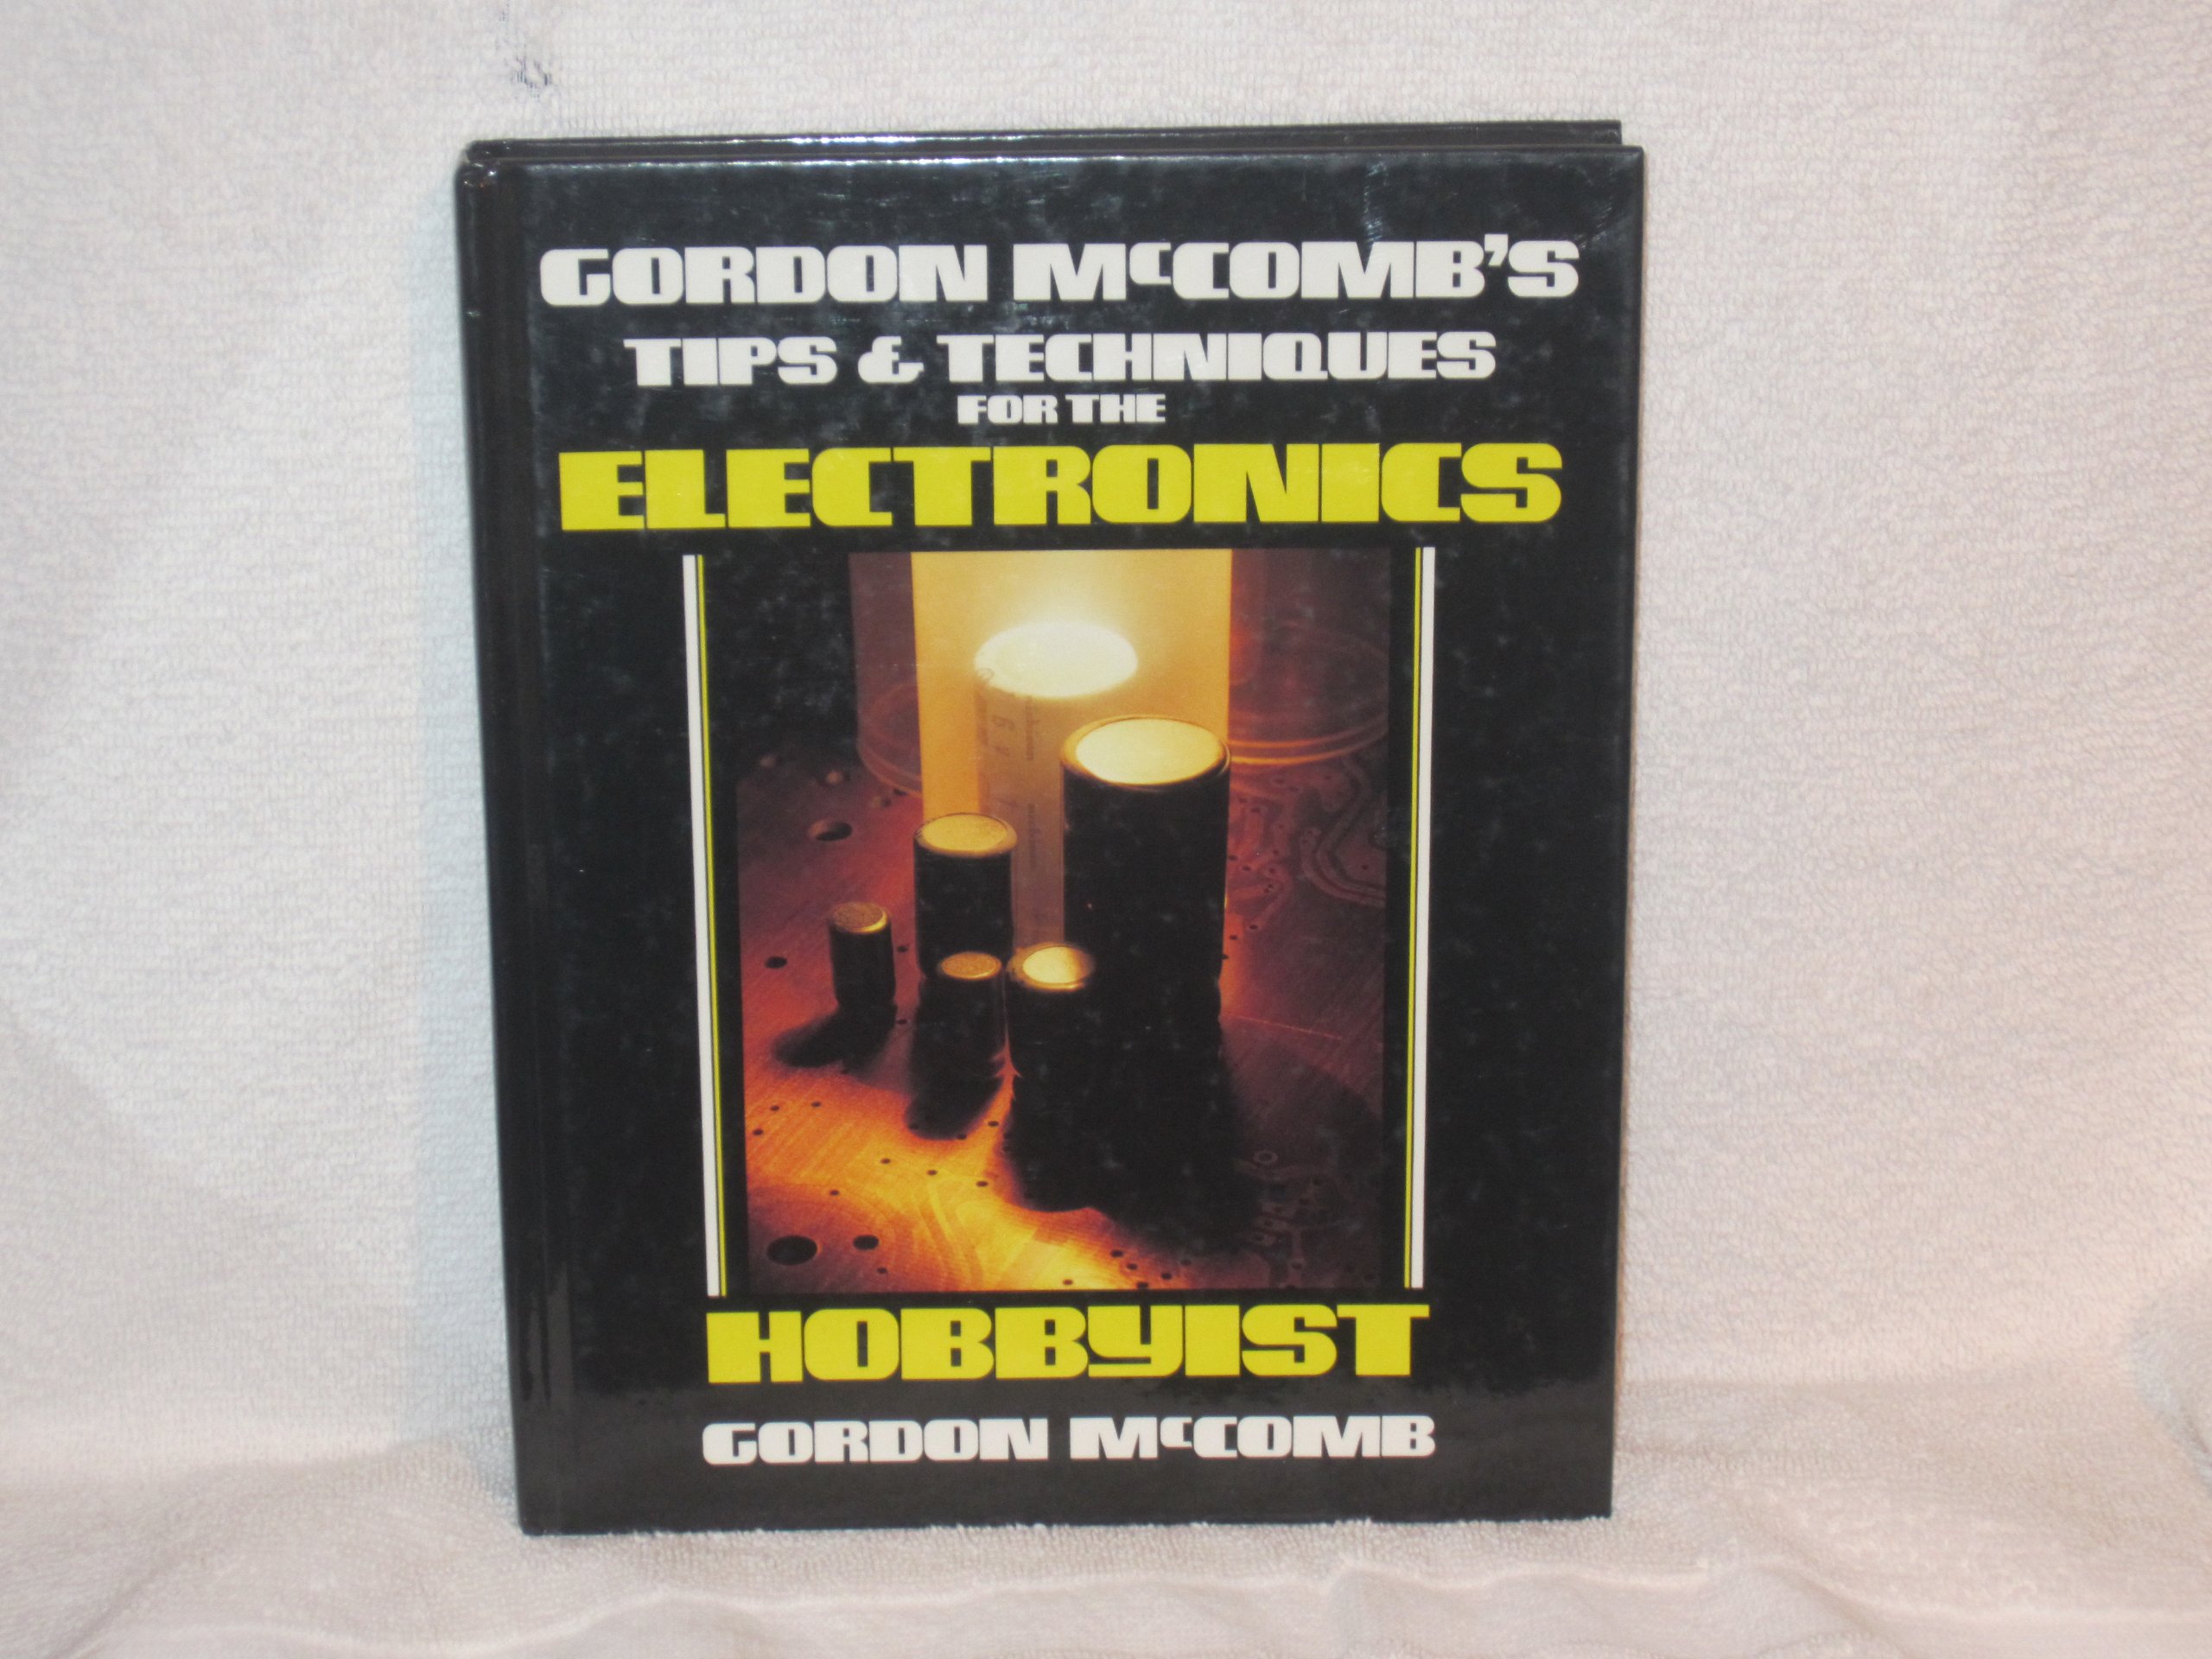 GORDON McCOMB'S
TIPS & TECHNIQUES
FOR THE
ELECTRONICS
HOBBYIST
GORDON McCOMB